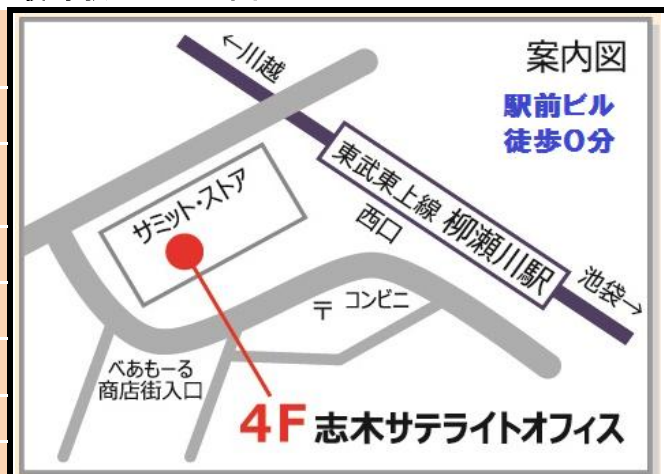 案内図
駅前ビル
徒歩0分
←川越
東武東上線 柳瀬川駅
西口
池袋→
サミット・ストア
〒 コンビニ
べあもーる
商店街入口
4F 志木サテライトオフィス